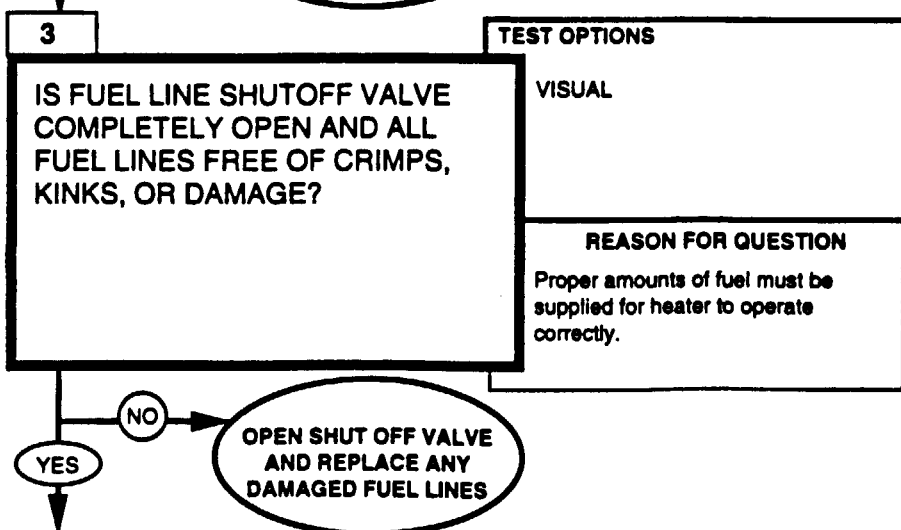 3
IS FUEL LINE SHUTOFF VALVE
COMPLETELY OPEN AND ALL
FUEL LINES FREE OF CRIMPS,
KINKS, OR DAMAGE?
TEST OPTIONS
VISUAL
REASON FOR QUESTION
Proper amounts of fuel must be
supplied for heater to operate
correctly.
NO
YES
OPEN SHUT OFF VALVE
AND REPLACE ANY
DAMAGED FUEL LINES